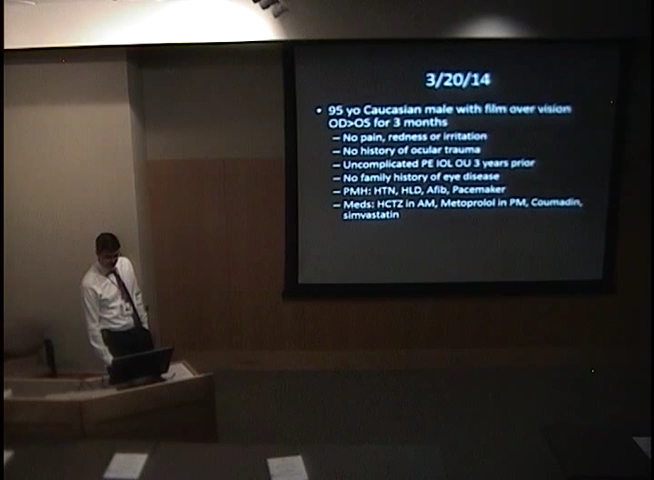 3/20/14
• 95 yo Caucasian male with film over vision
OD>OS for 3 months
– No pain, redness or irritation
– No history of ocular trauma
– Uncomplicated PE IOL OU 3 years prior
– No family history of eye disease
– PMH: HTN, HLD, Afib, Pacemaker
– Meds: HCTZ in AM, Metoprolol in PM, Coumadin,
simvastatin